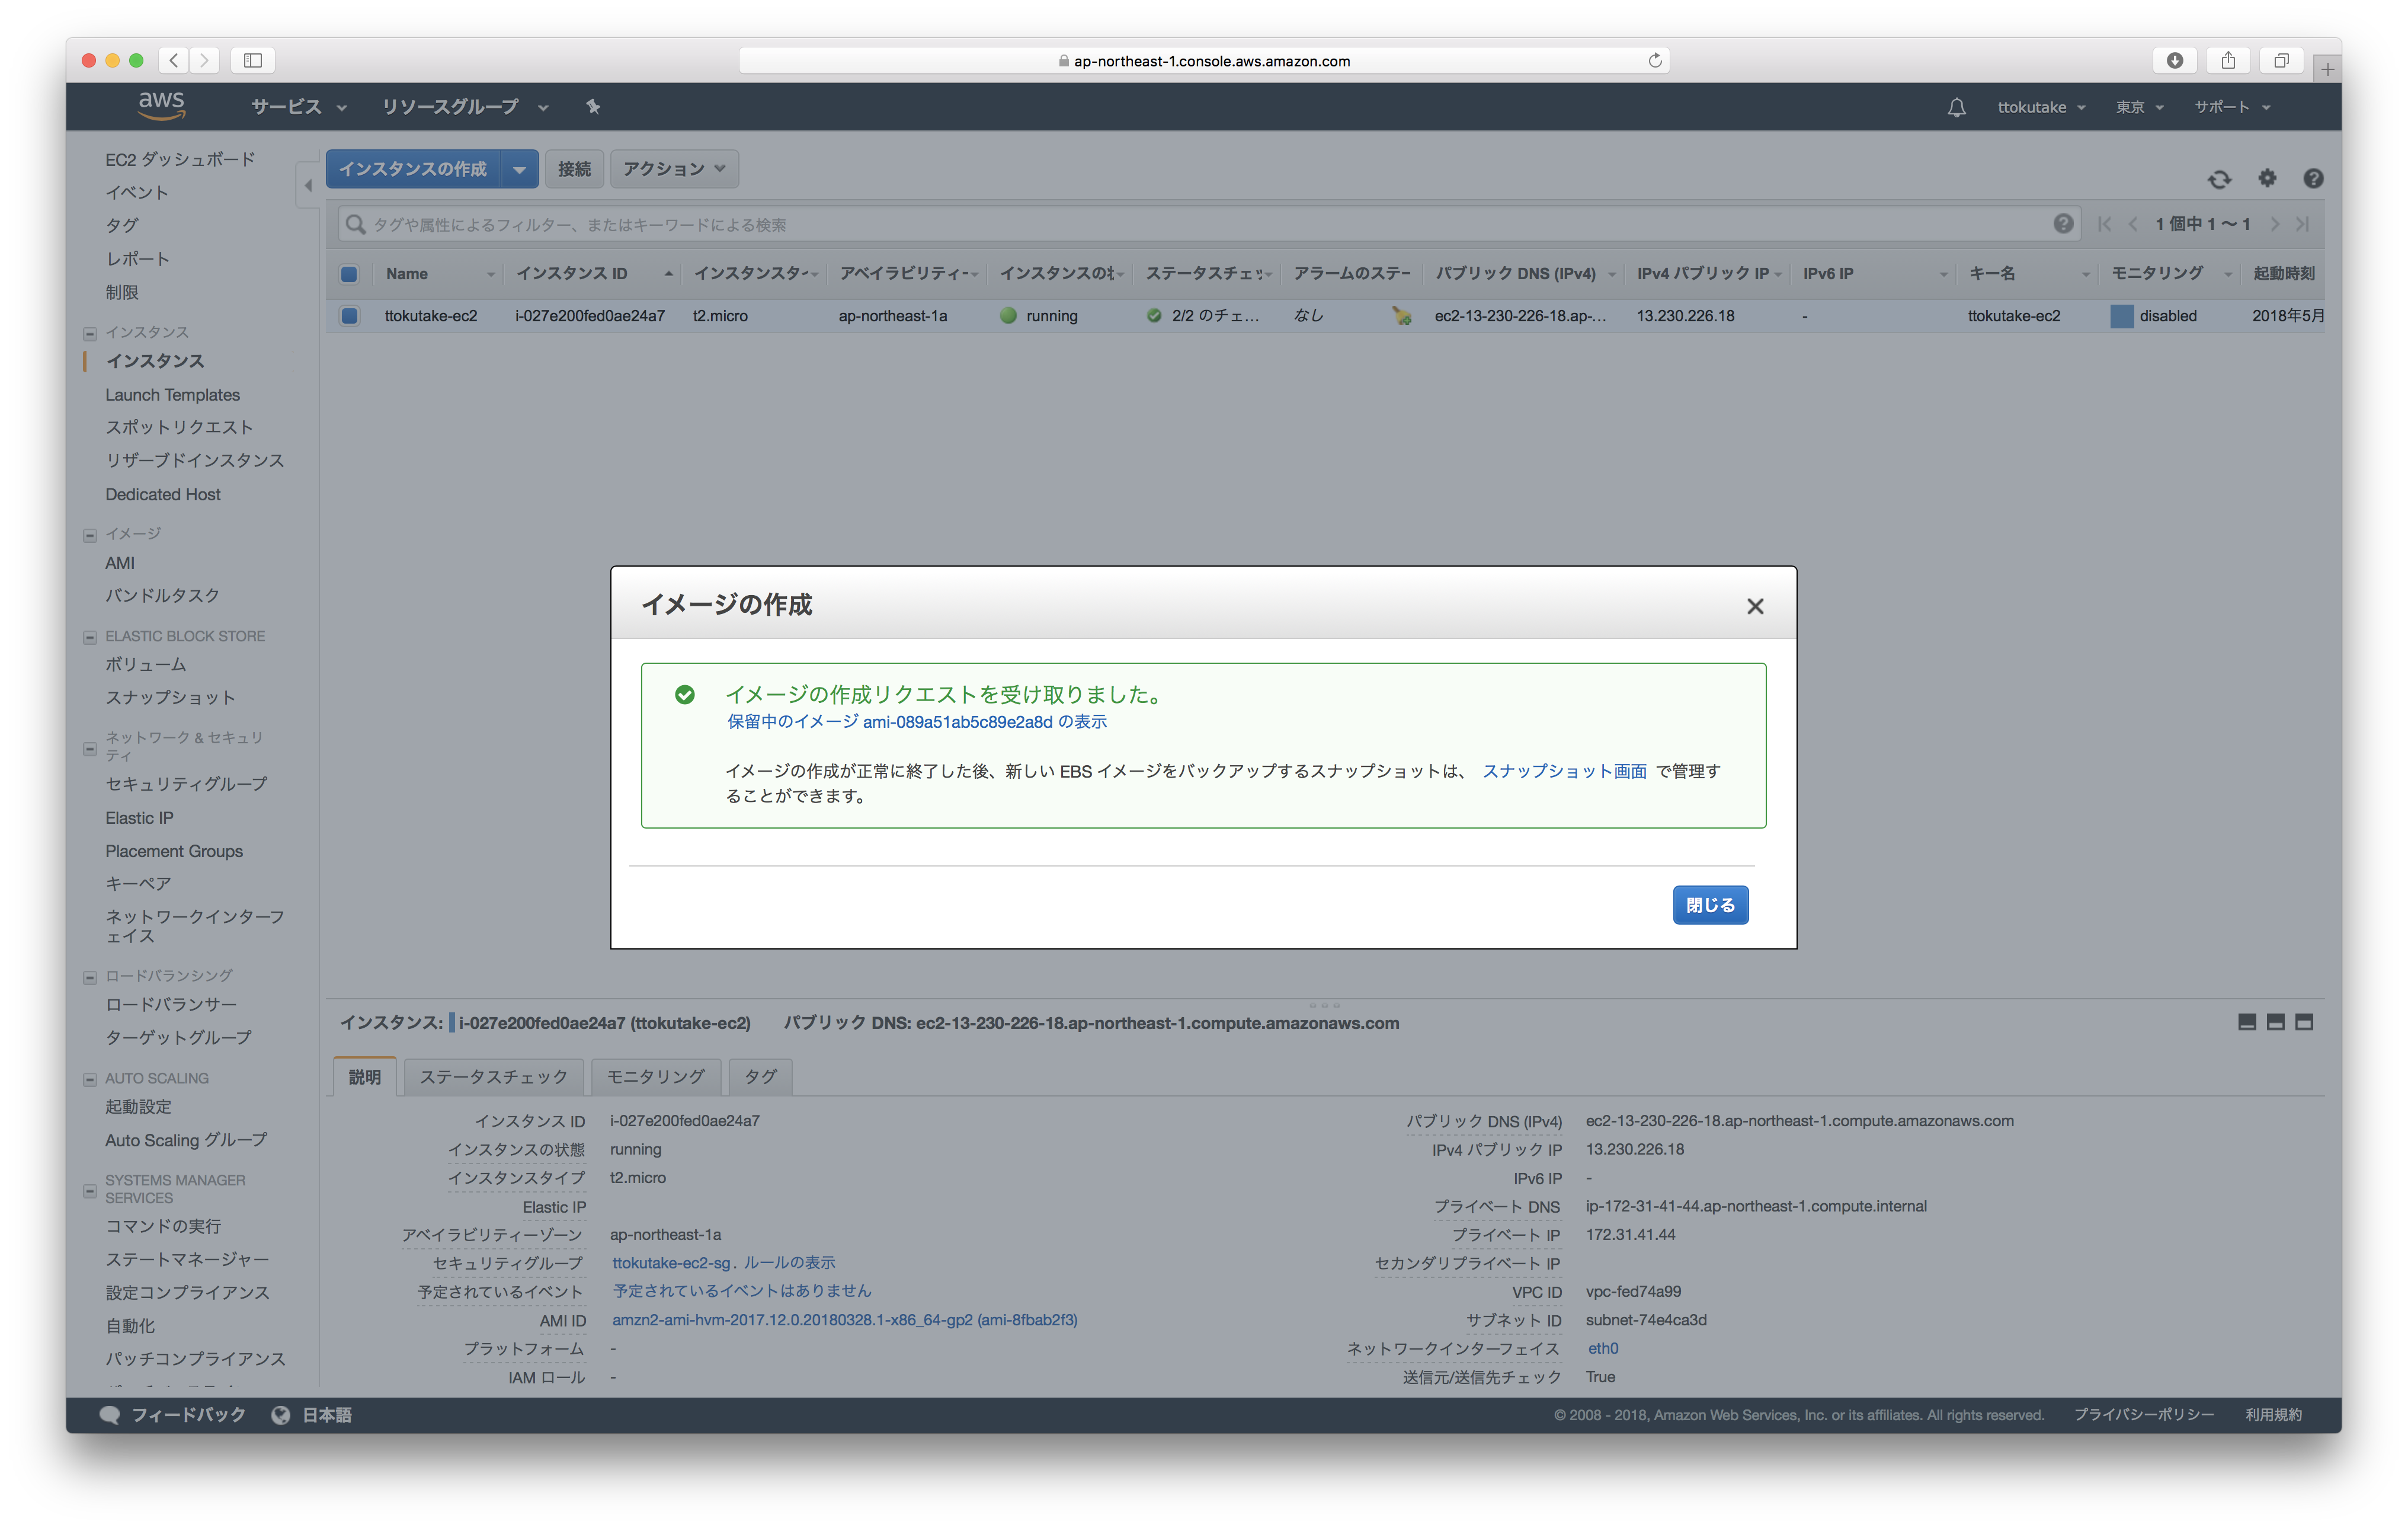 ap-northeast-1.console.aws.amazon.com
aws サービス リソースグループ ttokutake 東京 サポート
EC2 ダッシュボード
イベント
タグ
レポート
制限
インスタンス
インスタンス
Launch Templates
スポットリクエスト
リザーブドインスタンス
Dedicated Host
イメージ
AMI
バンドルタスク
ELASTIC BLOCK STORE
ボリューム
スナップショット
ネットワーク & セキュリ
ティ
セキュリティグループ
Elastic IP
Placement Groups
キーペア
ネットワークインターフ
ェイス
ロードバランシング
ロードバランサー
ターゲットグループ
AUTO SCALING
起動設定
Auto Scaling グループ
SYSTEMS MANAGER
SERVICES
コマンドの実行
ステートマネージャー
設定コンプライアンス
自動化
パッチコンプライアンス
インスタンスの作成 接続 アクション
タグや属性によるフィルター、またはキーワードによる検索 1 個中 1 ~ 1
Name インスタンス ID インスタンスター アベイラビリティー インスタンスの ステータスチェッ アラームのステー パブリック DNS (IPv4) IPv4 パブリック IP IPv6 IP キー名 モニタリング 起動時刻
ttokutake-ec2 i-027e200fed0ae24a7 t2.micro ap-northeast-1a running 2/2 のチェ... なし ec2-13-230-226-18.ap-... 13.230.226.18 - ttokutake-ec2 disabled 2018年5月
イメージの作成
イメージの作成リクエストを受け取りました。
保留中のイメージ ami-089a51ab5c89e2a8d の表示
イメージの作成が正常に終了した後、新しい EBS イメージをバックアップするスナップショットは、 スナップショット画面 で管理す
ることができます。
閉じる
インスタンス: i-027e200fed0ae24a7 (ttokutake-ec2) パブリック DNS: ec2-13-230-226-18.ap-northeast-1.compute.amazonaws.com
説明 ステータスチェック モニタリング タグ
インスタンス ID i-027e200fed0ae24a7
インスタンスの状態 running
インスタンスタイプ t2.micro
Elastic IP
アベイラビリティーゾーン ap-northeast-1a
セキュリティグループ ttokutake-ec2-sg. ルールの表示
予定されているイベント 予定されているイベントはありません
AMI ID amzn2-ami-hvm-2017.12.0.20180328.1-x86_64-gp2 (ami-8fbab2f3)
プラットフォーム -
IAM ロール -
パブリック DNS (IPv4) ec2-13-230-226-18.ap-northeast-1.compute.amazonaws.com
IPv4 パブリック IP 13.230.226.18
IPv6 IP -
プライベート DNS ip-172-31-41-44.ap-northeast-1.compute.internal
プライベート IP 172.31.41.44
セカンダリプライベート IP
VPC ID vpc-fed74a99
サブネット ID subnet-74e4ca3d
ネットワークインターフェイス eth0
送信元/送信先チェック True
フィードバック 日本語 © 2008 - 2018, Amazon Web Services, Inc. or its affiliates. All rights reserved. プライバシーポリシー 利用規約